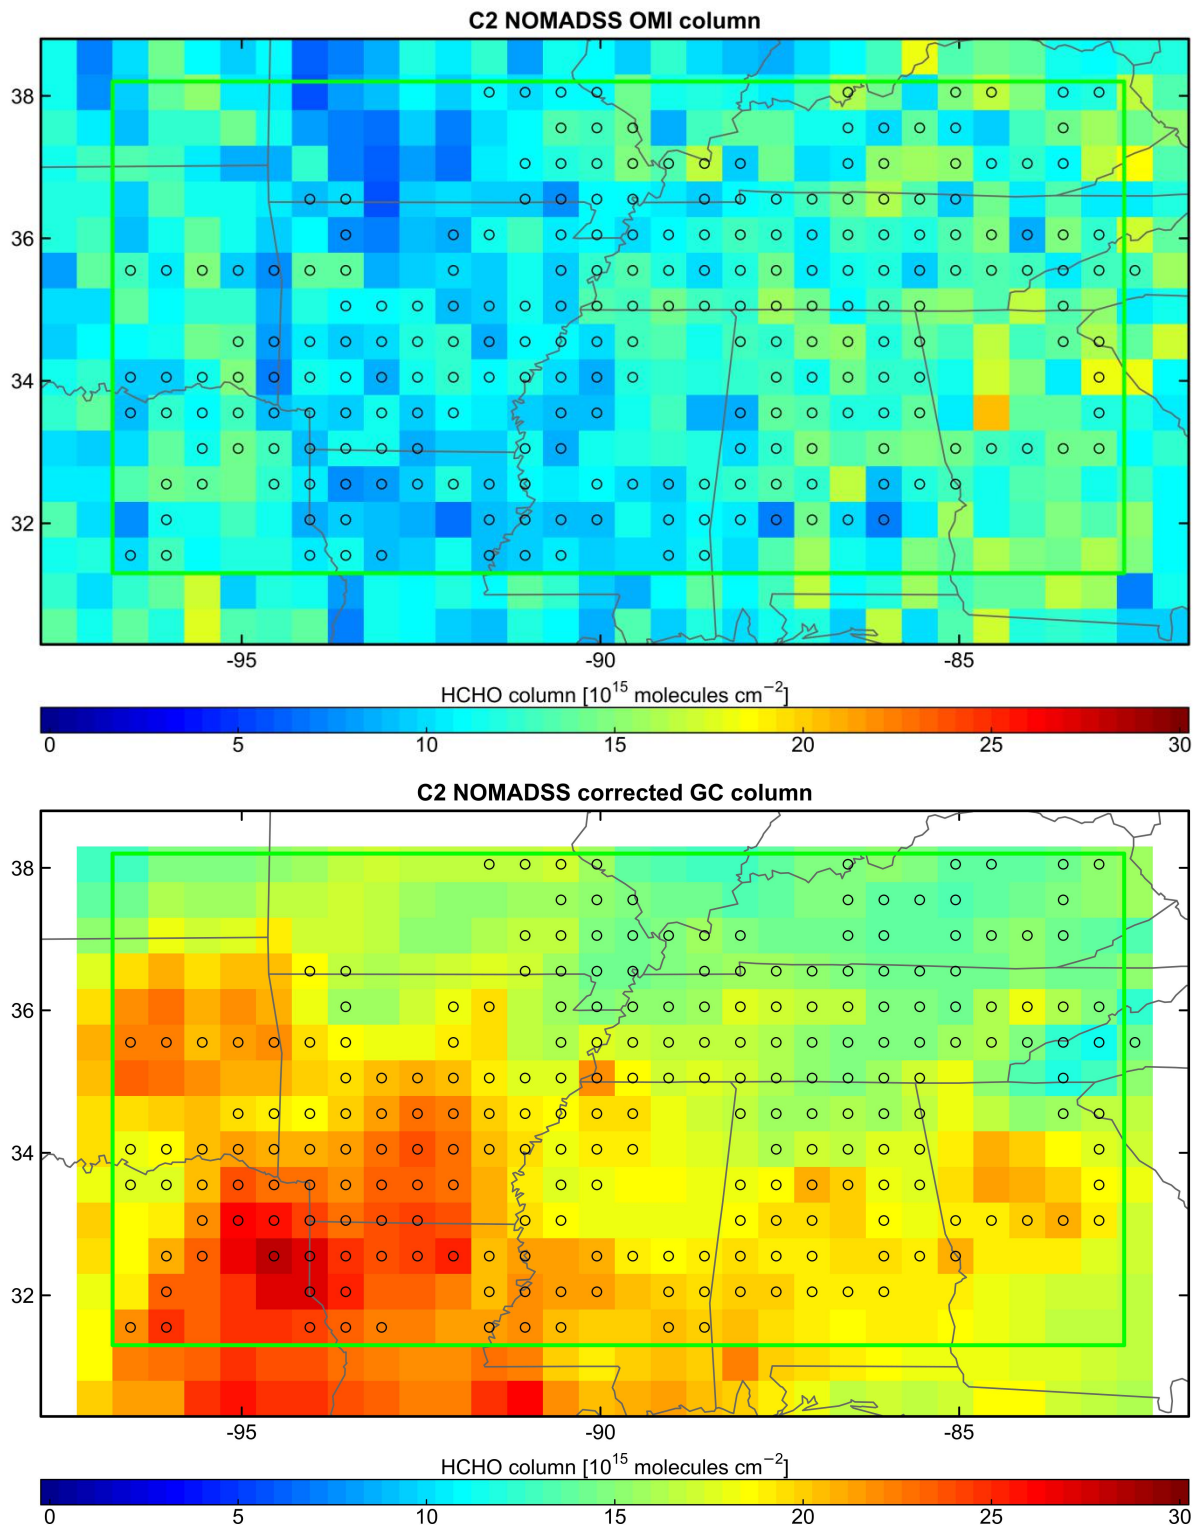 C2 NOMADSS OMI column
38
36
34
32
-95 -90 -85
HCHO column [10¹⁵ molecules cm⁻²]
0 5 10 15 20 25 30
C2 NOMADSS corrected GC column
38
36
34
32
-95 -90 -85
HCHO column [10¹⁵ molecules cm⁻²]
0 5 10 15 20 25 30